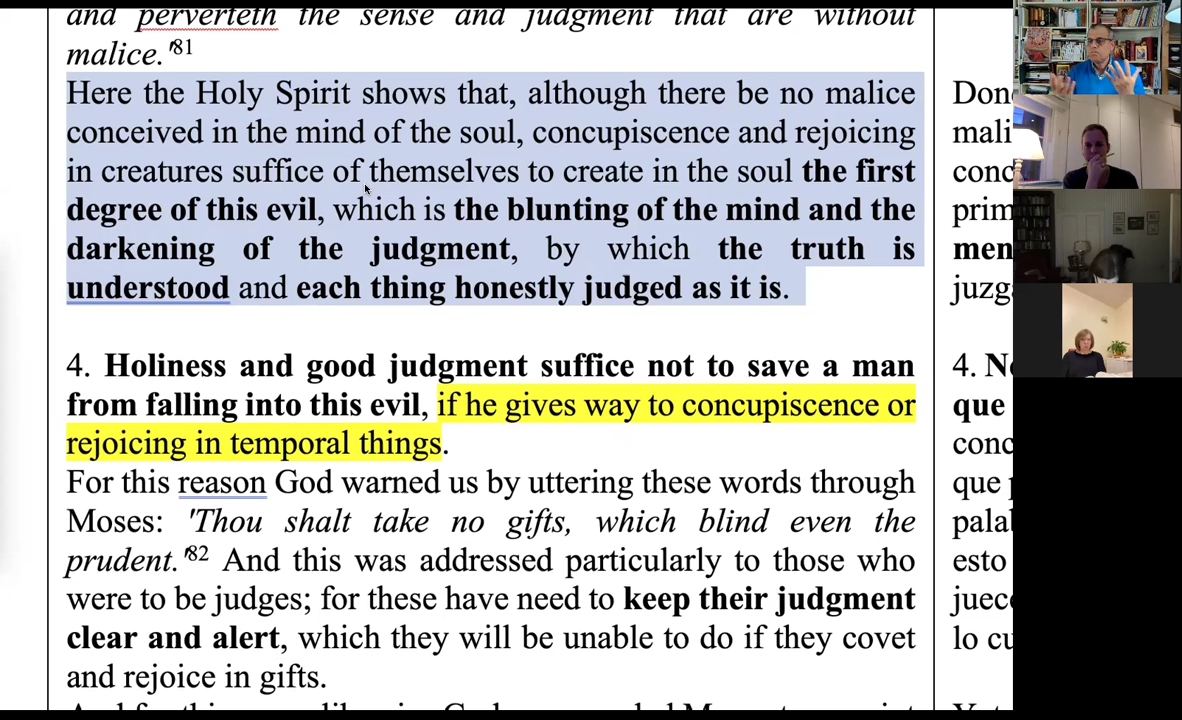 and perverteth the sense and judgment that are without
malice.'81
Here the Holy Spirit shows that, although there be no malice
conceived in the mind of the soul, concupiscence and rejoicing
in creatures suffice of themselves to create in the soul the first
degree of this evil, which is the blunting of the mind and the
darkening of the judgment, by which the truth is
understood and each thing honestly judged as it is.
4. Holiness and good judgment suffice not to save a man
from falling into this evil, if he gives way to concupiscence or
rejoicing in temporal things.
For this reason God warned us by uttering these words through
Moses: 'Thou shalt take no gifts, which blind even the
prudent.'82 And this was addressed particularly to those who
were to be judges; for these have need to keep their judgment
clear and alert, which they will be unable to do if they covet
and rejoice in gifts.
Don
mali
conc
prim
men
juzg
4. N
que
conc
que
pala
esto
juec
lo cu